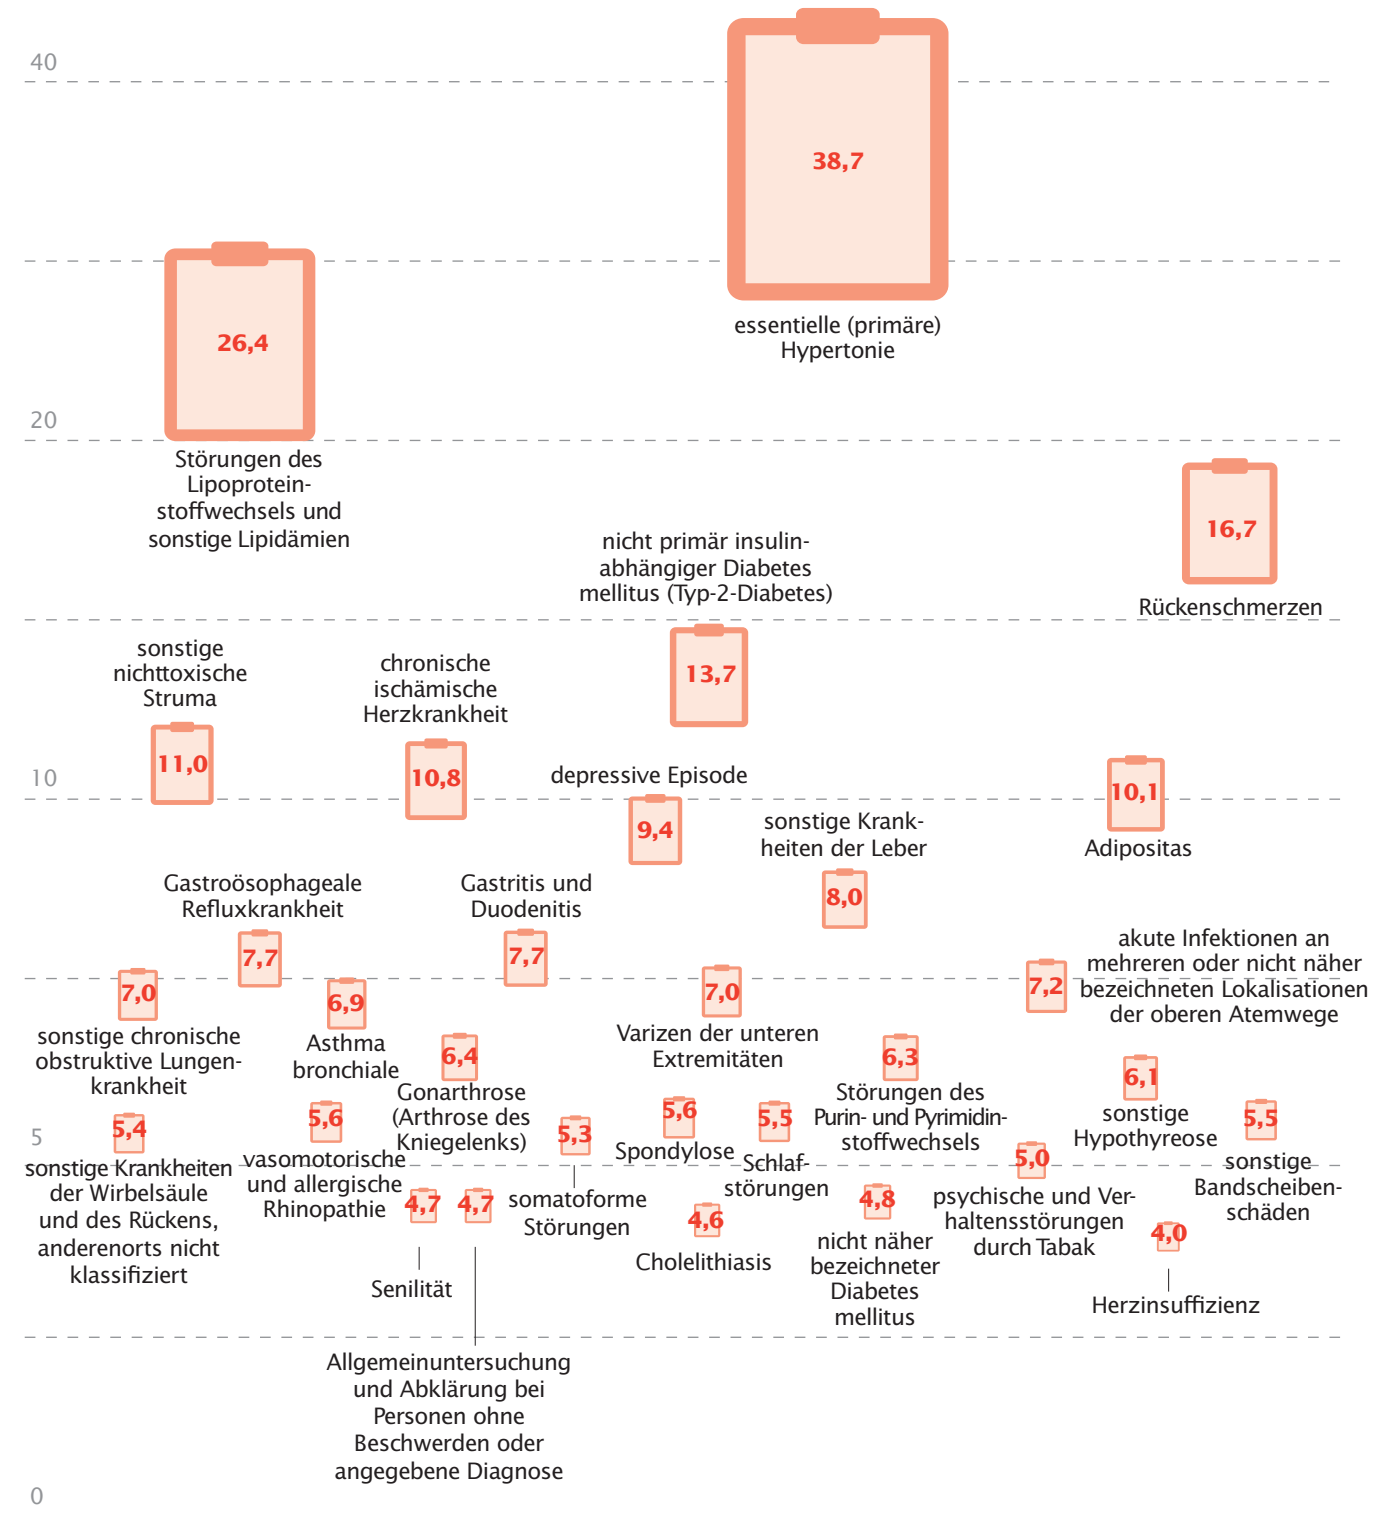 40
38,7
essentielle (primäre)
Hypertonie
26,4
Störungen des
Lipoprotein-
stoffwechsels und
sonstige Lipidämien
20
16,7
Rückenschmerzen
nicht primär insulin-
abhängiger Diabetes
mellitus (Typ-2-Diabetes)
13,7
sonstige
nichttoxische
Struma
11,0
chronische
ischämische
Herzkrankheit
10,8
10
depressive Episode
9,4
10,1
Adipositas
sonstige Krank-
heiten der Leber
8,0
Gastroösophageale
Refluxkrankheit
7,7
Gastritis und
Duodenitis
7,7
akute Infektionen an
mehreren oder nicht näher
bezeichneten Lokalisationen
der oberen Atemwege
7,2
7,0
sonstige chronische
obstruktive Lungen-
krankheit
6,9
Asthma
bronchiale
7,0
Varizen der unteren
Extremitäten
6,4
Gonarthrose
(Arthrose des
Kniegelenks)
6,3
Störungen des
Purin- und Pyrimidin-
stoffwechsels
6,1
sonstige
Hypothyreose
5
5,4
sonstige Krankheiten
der Wirbelsäule
und des Rückens,
anderenorts nicht
klassifiziert
5,6
vasomotorische
und allergische
Rhinopathie
5,3
somatoforme
Störungen
5,6
Spondylose
5,5
Schlaf-
störungen
5,5
sonstige
Bandscheiben-
schäden
5,0
psychische und Ver-
haltensstörungen
durch Tabak
4,7
Senilität
4,7
Allgemeinuntersuchung
und Abklärung bei
Personen ohne
Beschwerden oder
angegebene Diagnose
4,6
Cholelithiasis
4,8
nicht näher
bezeichneter
Diabetes
mellitus
4,0
Herzinsuffizienz
0